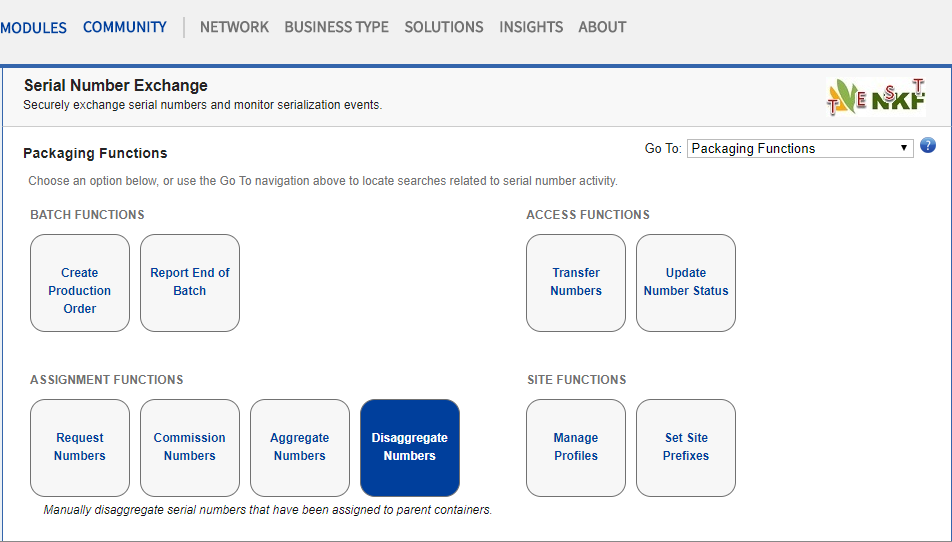 MODULES COMMUNITY NETWORK BUSINESS TYPE SOLUTIONS INSIGHTS ABOUT
Serial Number Exchange
Securely exchange serial numbers and monitor serialization events.
TENKF
TEST
Packaging Functions
Go To: Packaging Functions ?
Choose an option below, or use the Go To navigation above to locate searches related to serial number activity.
BATCH FUNCTIONS
Create
Production
Order
Report End of
Batch
ACCESS FUNCTIONS
Transfer
Numbers
Update
Number Status
ASSIGNMENT FUNCTIONS
Request
Numbers
Commission
Numbers
Aggregate
Numbers
Disaggregate
Numbers
Manually disaggregate serial numbers that have been assigned to parent containers.
SITE FUNCTIONS
Manage
Profiles
Set Site
Prefixes